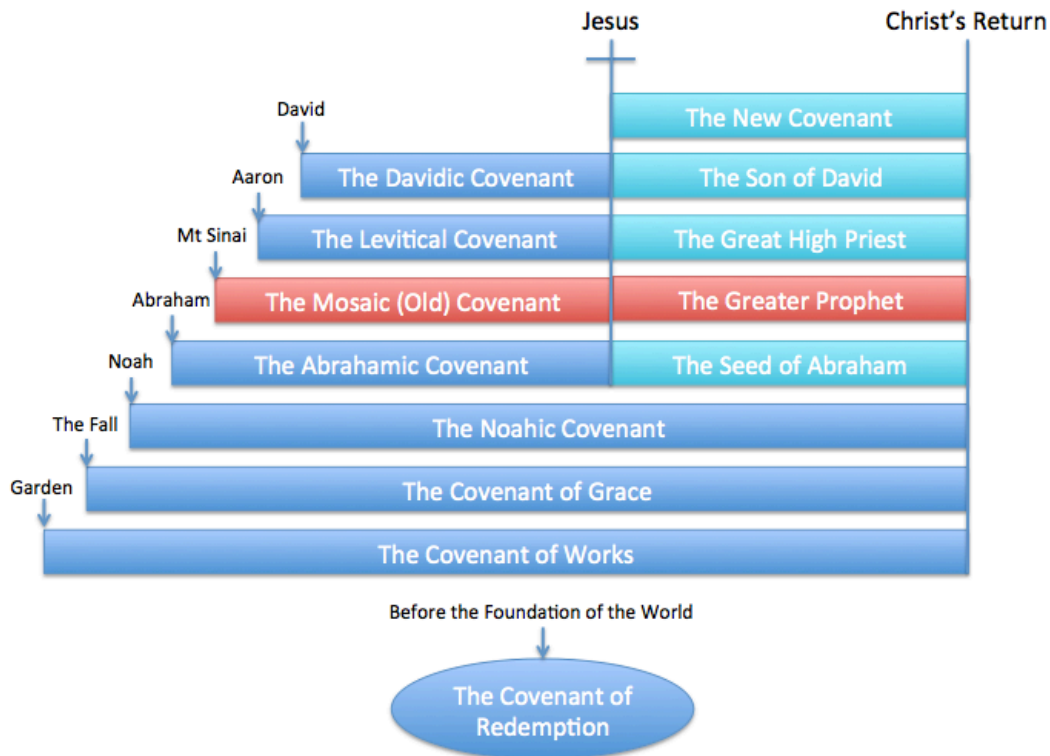 Jesus
Christ's Return
David
The New Covenant
The Davidic Covenant
The Son of David
Aaron
The Levitical Covenant
The Great High Priest
Mt Sinai
The Mosaic (Old) Covenant
The Greater Prophet
Abraham
The Abrahamic Covenant
The Seed of Abraham
Noah
The Noahic Covenant
The Fall
The Covenant of Grace
Garden
The Covenant of Works
Before the Foundation of the World
The Covenant of
Redemption